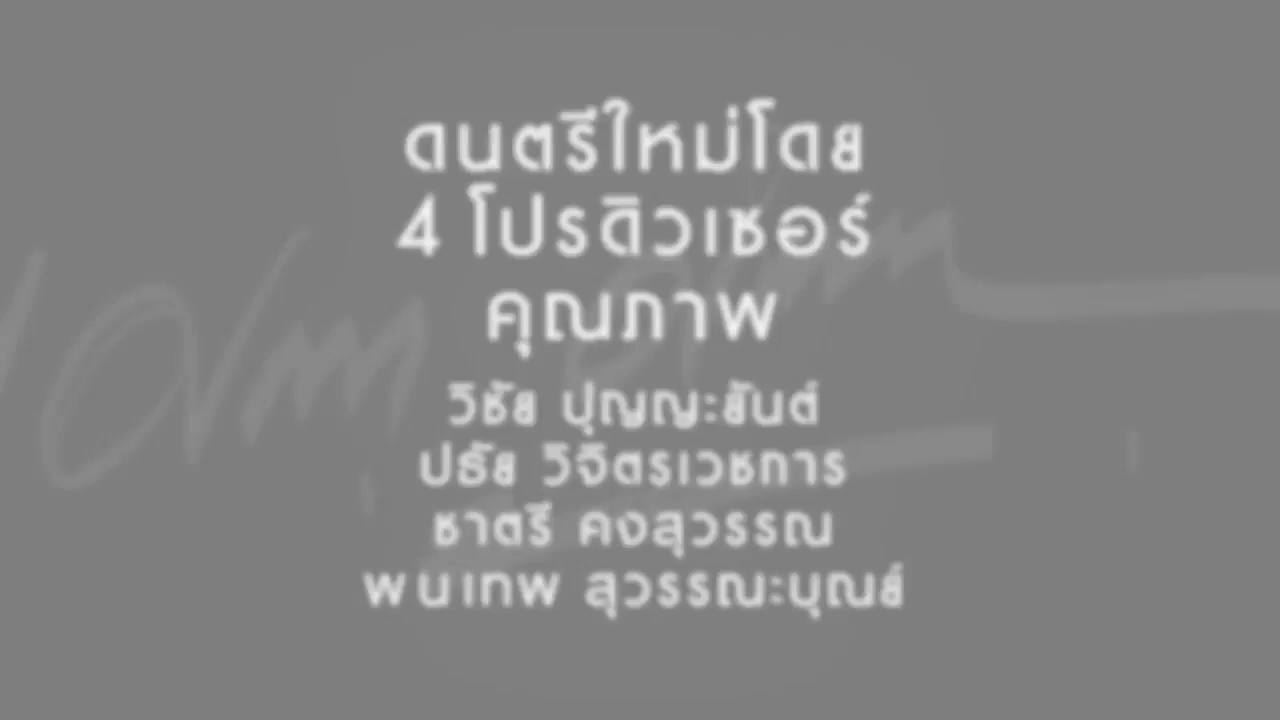 ดนตรีใหม่โดย
4 โปรดิวเซอร์
คุณภาพ
วิชัย ปุญญะยันต์
ปธัย วิจิตรเวชการ
ชาตรี คงสุวรรณ
พนเทพ สุวรรณะบุณย์